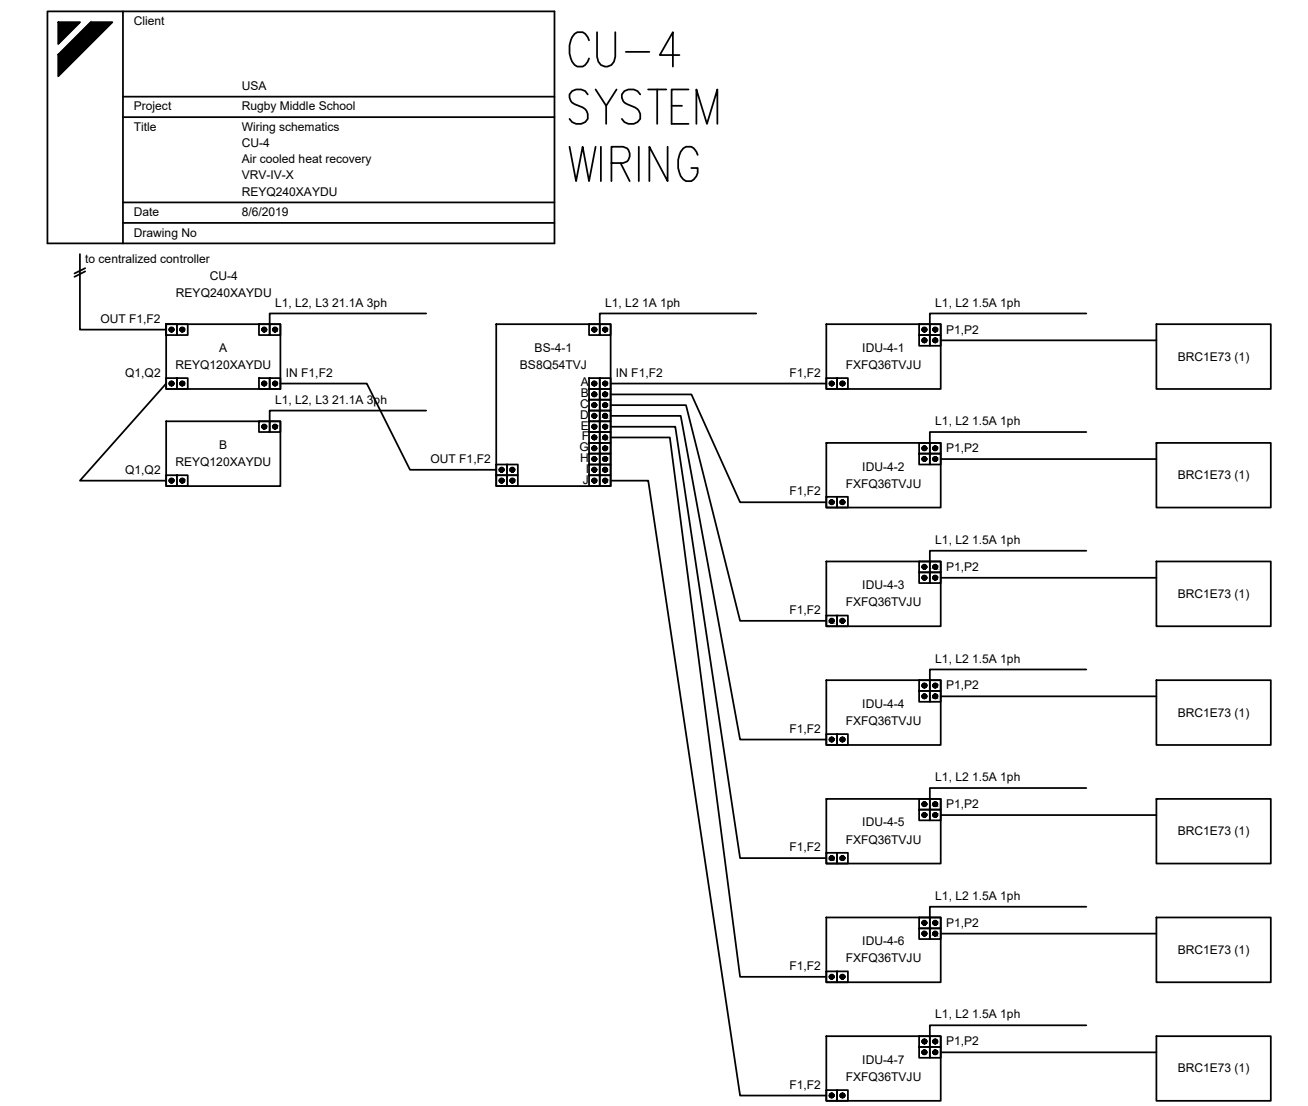 Client
USA
Project Rugby Middle School
Title Wiring schematics
CU-4
Air cooled heat recovery
VRV-IV-X
REYQ240XAYDU
Date 8/6/2019
Drawing No
CU-4
SYSTEM
WIRING
to centralized controller
CU-4
REYQ240XAYDU
L1, L2, L3 21.1A 3ph
OUT F1,F2
A
REYQ120XAYDU
Q1,Q2
IN F1,F2
L1, L2, L3 21.1A 3ph
B
REYQ120XAYDU
Q1,Q2
L1, L2 1A 1ph
BS-4-1
BS8Q54TVJ
IN F1,F2
A
B
C
D
E
F
G
H
I
J
OUT F1,F2
L1, L2 1.5A 1ph
P1,P2
IDU-4-1
FXFQ36TVJU
F1,F2
BRC1E73 (1)
L1, L2 1.5A 1ph
P1,P2
IDU-4-2
FXFQ36TVJU
F1,F2
BRC1E73 (1)
L1, L2 1.5A 1ph
P1,P2
IDU-4-3
FXFQ36TVJU
F1,F2
BRC1E73 (1)
L1, L2 1.5A 1ph
P1,P2
IDU-4-4
FXFQ36TVJU
F1,F2
BRC1E73 (1)
L1, L2 1.5A 1ph
P1,P2
IDU-4-5
FXFQ36TVJU
F1,F2
BRC1E73 (1)
L1, L2 1.5A 1ph
P1,P2
IDU-4-6
FXFQ36TVJU
F1,F2
BRC1E73 (1)
L1, L2 1.5A 1ph
P1,P2
IDU-4-7
FXFQ36TVJU
F1,F2
BRC1E73 (1)